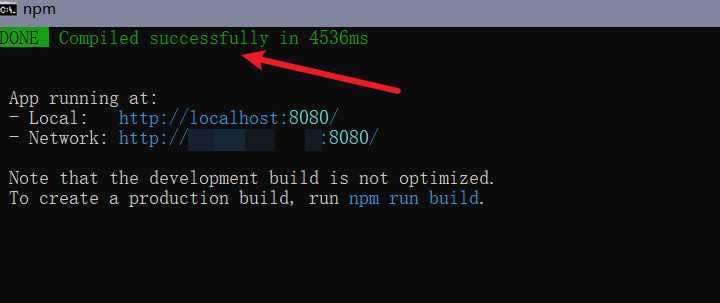 C:\. npm
DONE Compiled successfully in 4536ms
App running at:
- Local: http://localhost:8080/
- Network: http:// :8080/
Note that the development build is not optimized.
To create a production build, run npm run build.